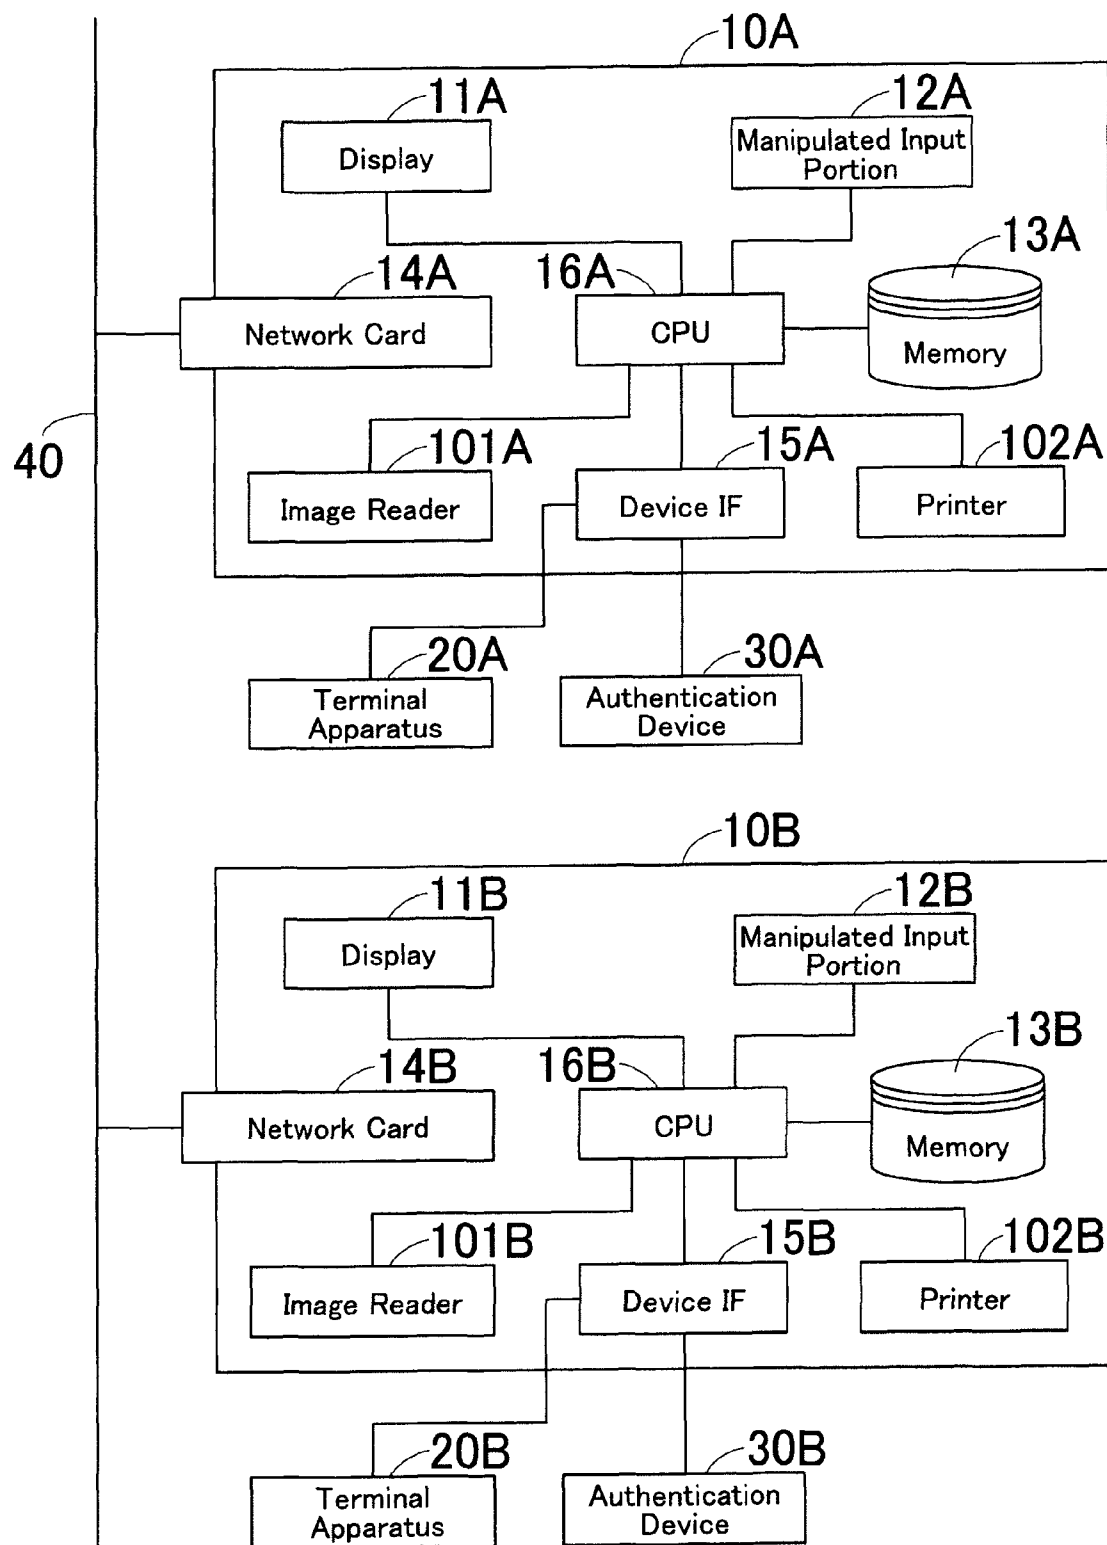 10A
11A
Display
12A
Manipulated Input
Portion
13A
Memory
14A
Network Card
16A
CPU
40
101A
Image Reader
15A
Device IF
102A
Printer
20A
Terminal
Apparatus
30A
Authentication
Device
10B
11B
Display
12B
Manipulated Input
Portion
13B
Memory
14B
Network Card
16B
CPU
101B
Image Reader
15B
Device IF
102B
Printer
20B
Terminal
Apparatus
30B
Authentication
Device